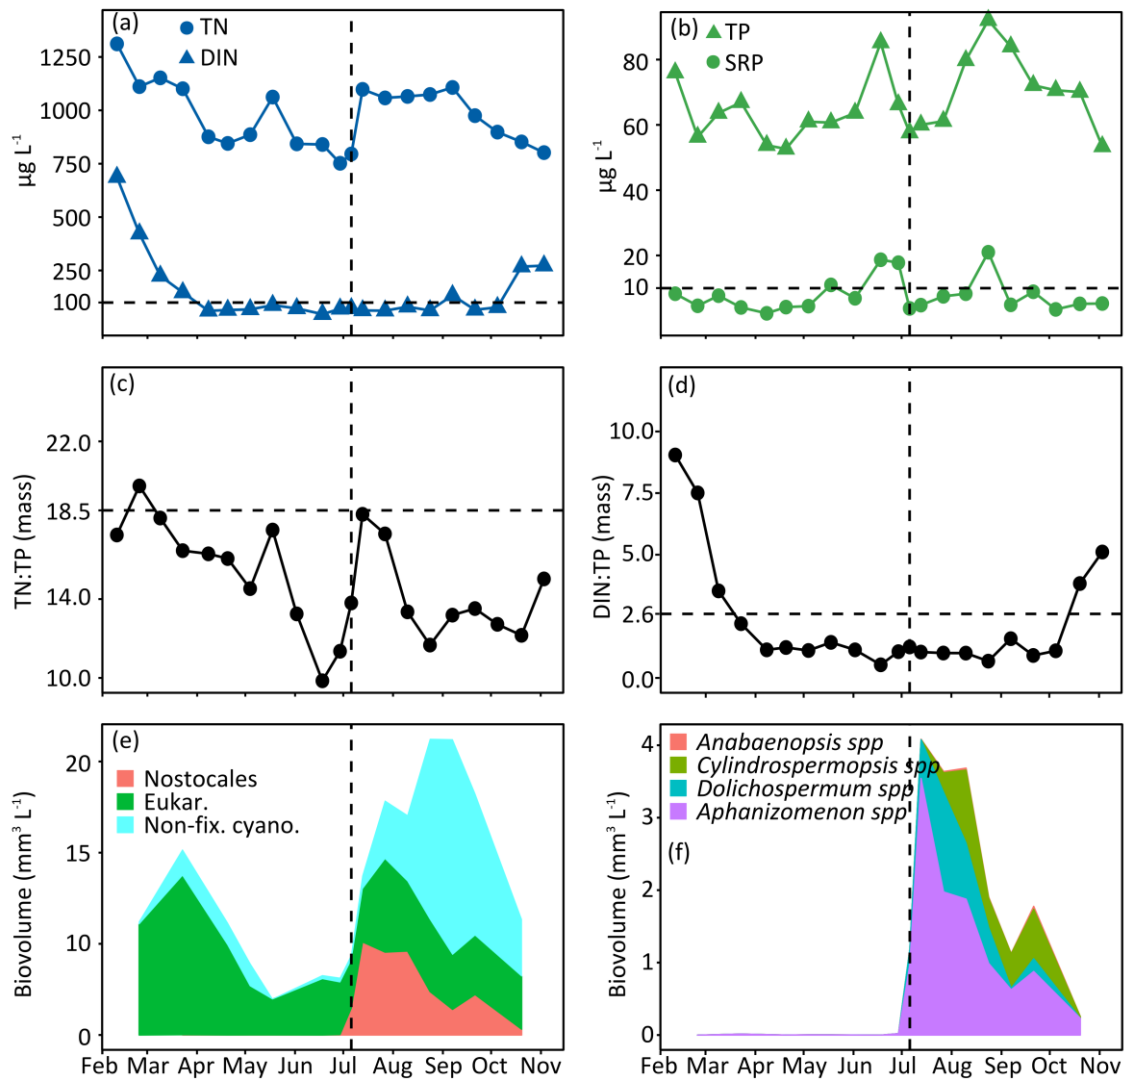 (a)
TN
DIN
1250
1000
750
500
250
100
µg L⁻¹
Feb Mar Apr May Jun Jul Aug Sep Oct Nov
(b)
TP
SRP
80
60
40
20
10
µg L⁻¹
(c)
22.0
18.5
14.0
10.0
TN:TP (mass)
(d)
10.0
7.5
5.0
2.6
0.0
DIN:TP (mass)
(e)
Nostocales
Eukar.
Non-fix. cyano.
20
15
10
0
Biovolume (mm³ L⁻¹)
Anabaenopsis spp
Cylindrospermopsis spp
Dolichospermum spp
Aphanizomenon spp
(f)
4
3
2
1
0
Biovolume (mm³ L⁻¹)
Feb Mar Apr May Jun Jul Aug Sep Oct Nov